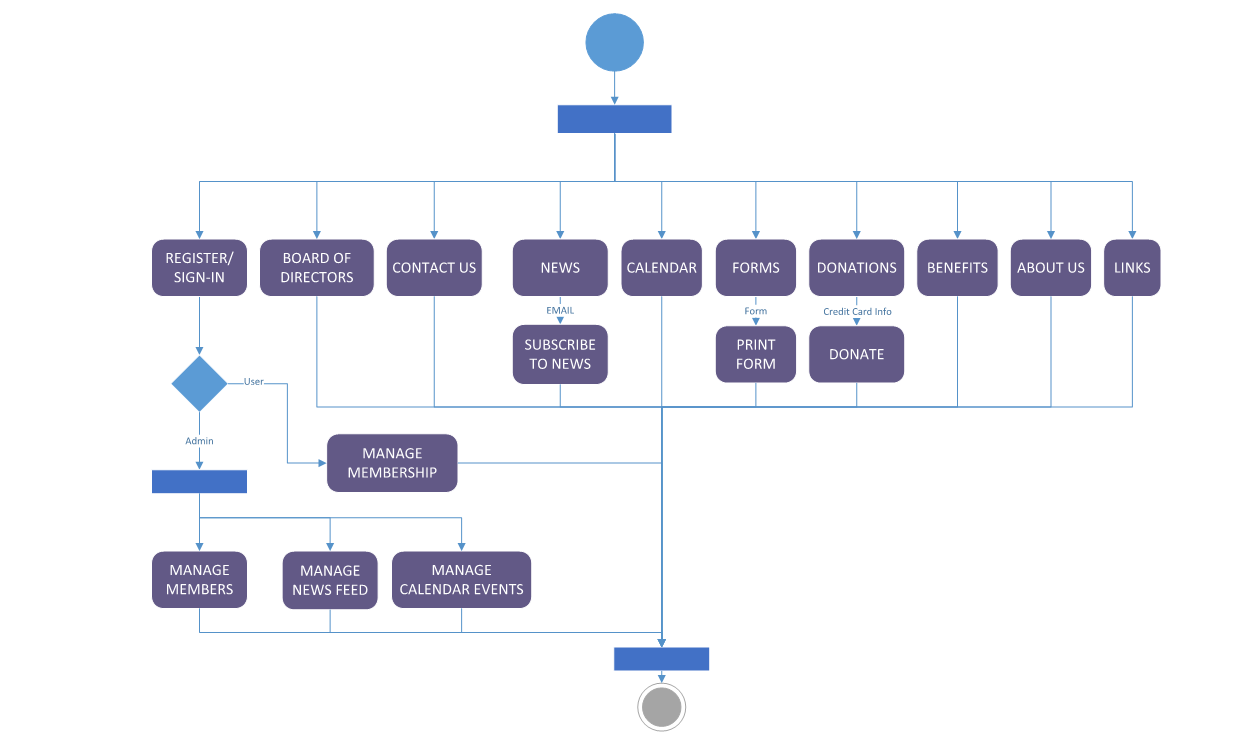 REGISTER/
SIGN-IN
BOARD OF
DIRECTORS
CONTACT US
NEWS
CALENDAR
FORMS
DONATIONS
BENEFITS
ABOUT US
LINKS
EMAIL
Form
Credit Card Info
SUBSCRIBE
TO NEWS
PRINT
FORM
DONATE
User
Admin
MANAGE
MEMBERSHIP
MANAGE
MEMBERS
MANAGE
NEWS FEED
MANAGE
CALENDAR EVENTS